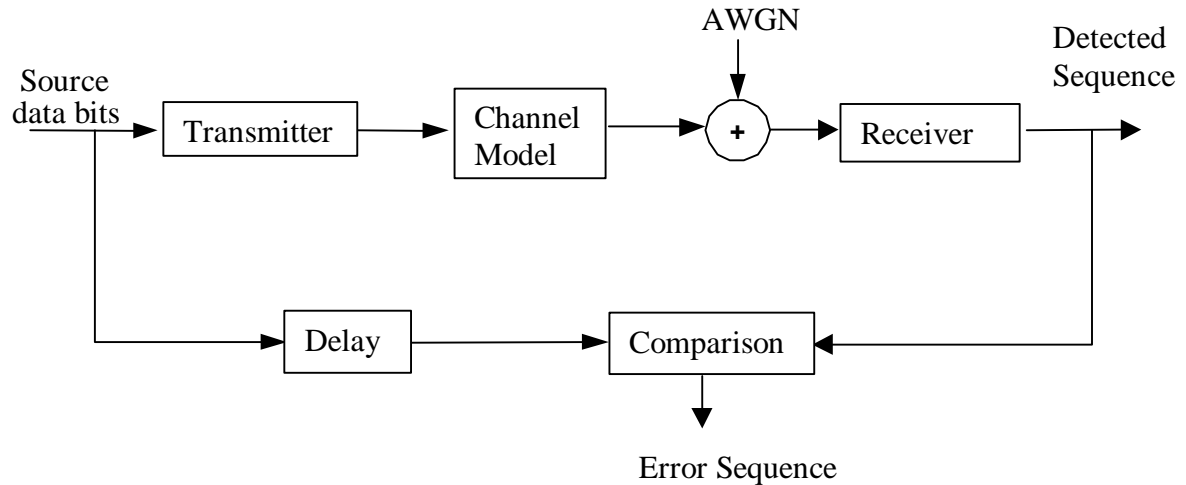 AWGN
Detected
Sequence
Source
data bits
Transmitter
Channel
Model
+
Receiver
Delay
Comparison
Error Sequence